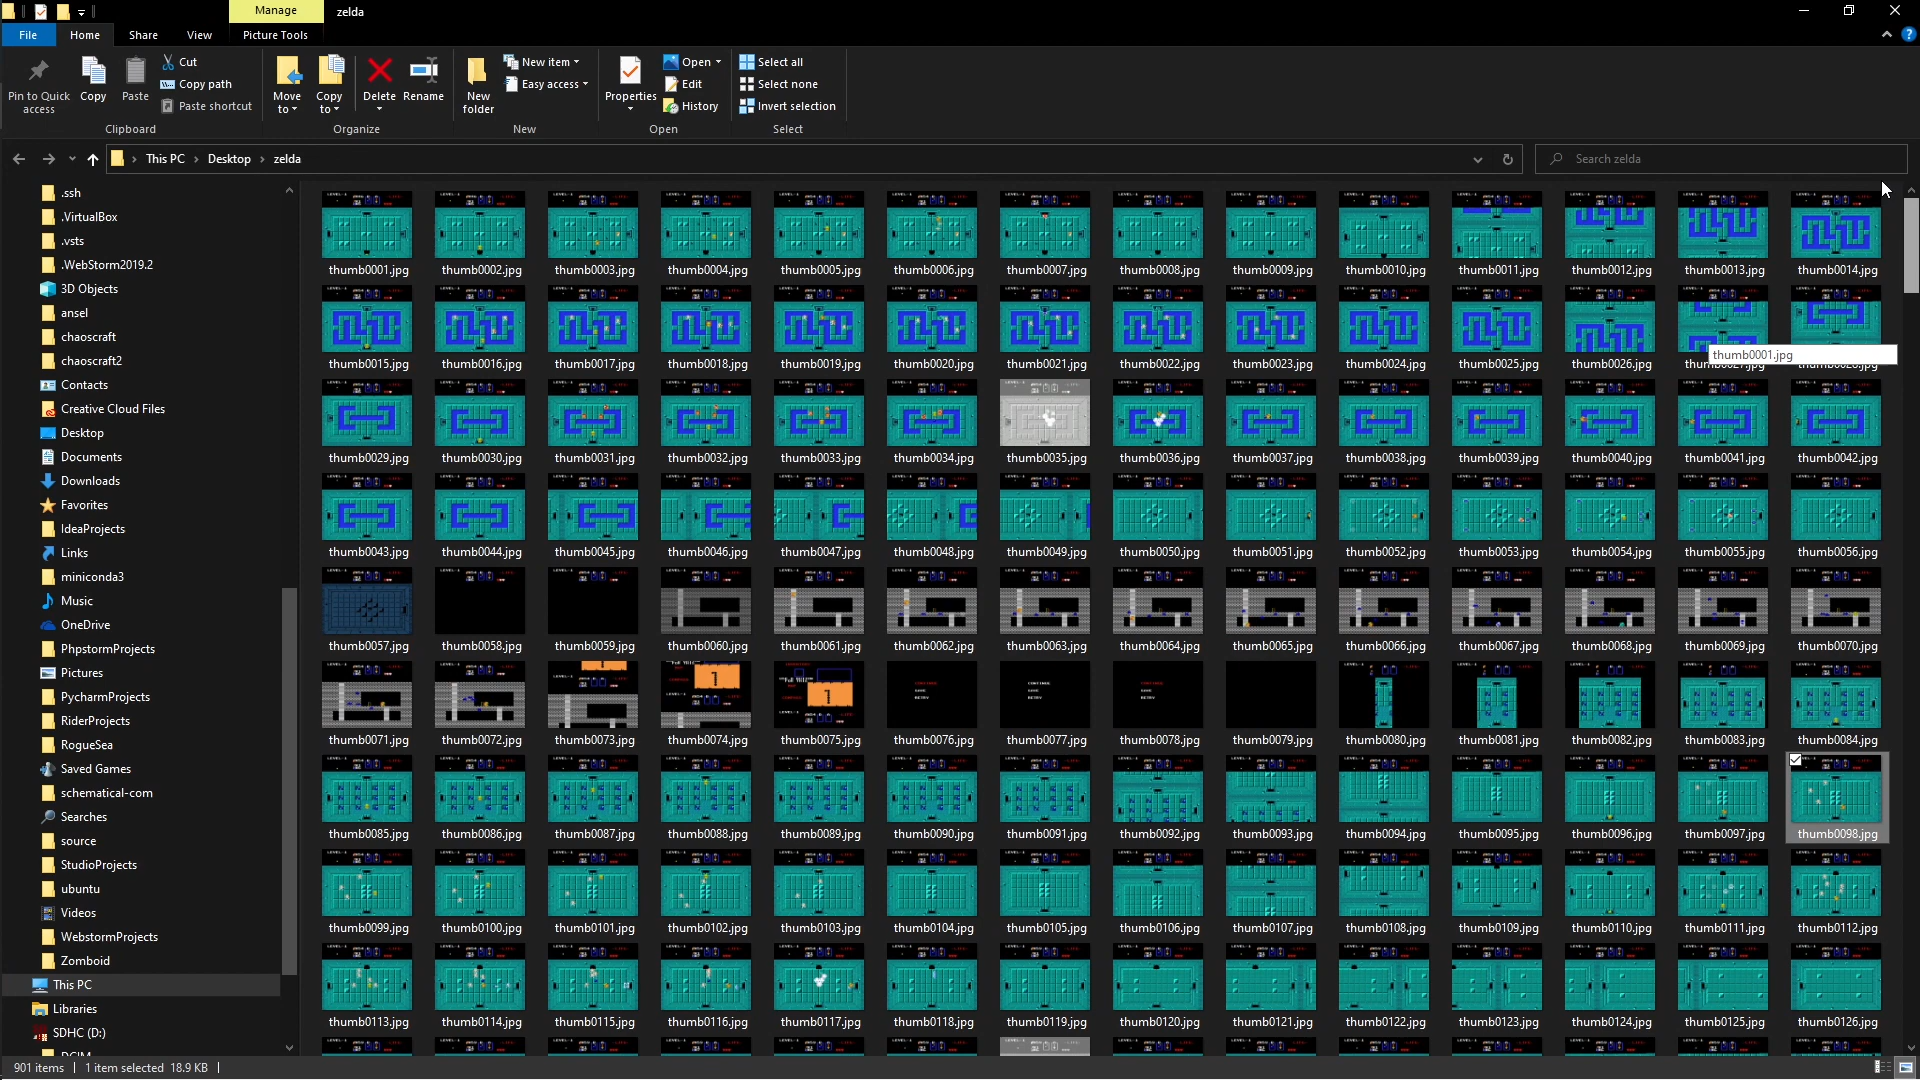 Manage
zelda
File
Home
Share
View
Picture Tools
Pin to Quick access
Copy
Paste
Cut
Copy path
Paste shortcut
Move to
Copy to
Delete
Rename
New folder
New item
Easy access
Properties
Open
Edit
History
Select all
Select none
Invert selection
Clipboard
Organize
New
Open
Select
This PC › Desktop › zelda
Search zelda
.ssh
.VirtualBox
.vsts
.WebStorm2019.2
3D Objects
ansel
chaoscraft
chaoscraft2
Contacts
Creative Cloud Files
Desktop
Documents
Downloads
Favorites
IdeaProjects
Links
miniconda3
Music
OneDrive
PhpstormProjects
Pictures
PycharmProjects
RiderProjects
RogueSea
Saved Games
schematical-com
Searches
source
StudioProjects
ubuntu
Videos
WebstormProjects
Zomboid
This PC
Libraries
SDHC (D:)
DCIM
thumb0001.jpg thumb0002.jpg thumb0003.jpg thumb0004.jpg thumb0005.jpg thumb0006.jpg thumb0007.jpg thumb0008.jpg thumb0009.jpg thumb0010.jpg thumb0011.jpg thumb0012.jpg thumb0013.jpg thumb0014.jpg
thumb0001.jpg
thumb0015.jpg thumb0016.jpg thumb0017.jpg thumb0018.jpg thumb0019.jpg thumb0020.jpg thumb0021.jpg thumb0022.jpg thumb0023.jpg thumb0024.jpg thumb0025.jpg thumb0026.jpg thumb0027.jpg thumb0028.jpg
thumb0029.jpg thumb0030.jpg thumb0031.jpg thumb0032.jpg thumb0033.jpg thumb0034.jpg thumb0035.jpg thumb0036.jpg thumb0037.jpg thumb0038.jpg thumb0039.jpg thumb0040.jpg thumb0041.jpg thumb0042.jpg
thumb0043.jpg thumb0044.jpg thumb0045.jpg thumb0046.jpg thumb0047.jpg thumb0048.jpg thumb0049.jpg thumb0050.jpg thumb0051.jpg thumb0052.jpg thumb0053.jpg thumb0054.jpg thumb0055.jpg thumb0056.jpg
thumb0057.jpg thumb0058.jpg thumb0059.jpg thumb0060.jpg thumb0061.jpg thumb0062.jpg thumb0063.jpg thumb0064.jpg thumb0065.jpg thumb0066.jpg thumb0067.jpg thumb0068.jpg thumb0069.jpg thumb0070.jpg
thumb0071.jpg thumb0072.jpg thumb0073.jpg thumb0074.jpg thumb0075.jpg thumb0076.jpg thumb0077.jpg thumb0078.jpg thumb0079.jpg thumb0080.jpg thumb0081.jpg thumb0082.jpg thumb0083.jpg thumb0084.jpg
thumb0085.jpg thumb0086.jpg thumb0087.jpg thumb0088.jpg thumb0089.jpg thumb0090.jpg thumb0091.jpg thumb0092.jpg thumb0093.jpg thumb0094.jpg thumb0095.jpg thumb0096.jpg thumb0097.jpg thumb0098.jpg
thumb0099.jpg thumb0100.jpg thumb0101.jpg thumb0102.jpg thumb0103.jpg thumb0104.jpg thumb0105.jpg thumb0106.jpg thumb0107.jpg thumb0108.jpg thumb0109.jpg thumb0110.jpg thumb0111.jpg thumb0112.jpg
thumb0113.jpg thumb0114.jpg thumb0115.jpg thumb0116.jpg thumb0117.jpg thumb0118.jpg thumb0119.jpg thumb0120.jpg thumb0121.jpg thumb0122.jpg thumb0123.jpg thumb0124.jpg thumb0125.jpg thumb0126.jpg
901 items
1 item selected 18.9 KB